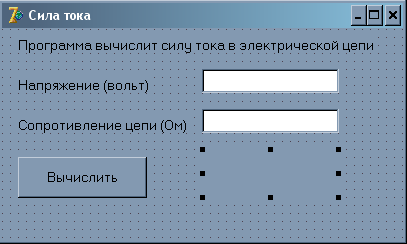 Сила тока
Программа вычислит силу тока в электрической цепи
Напряжение (вольт)
Сопротивление цепи (Ом)
Вычислить